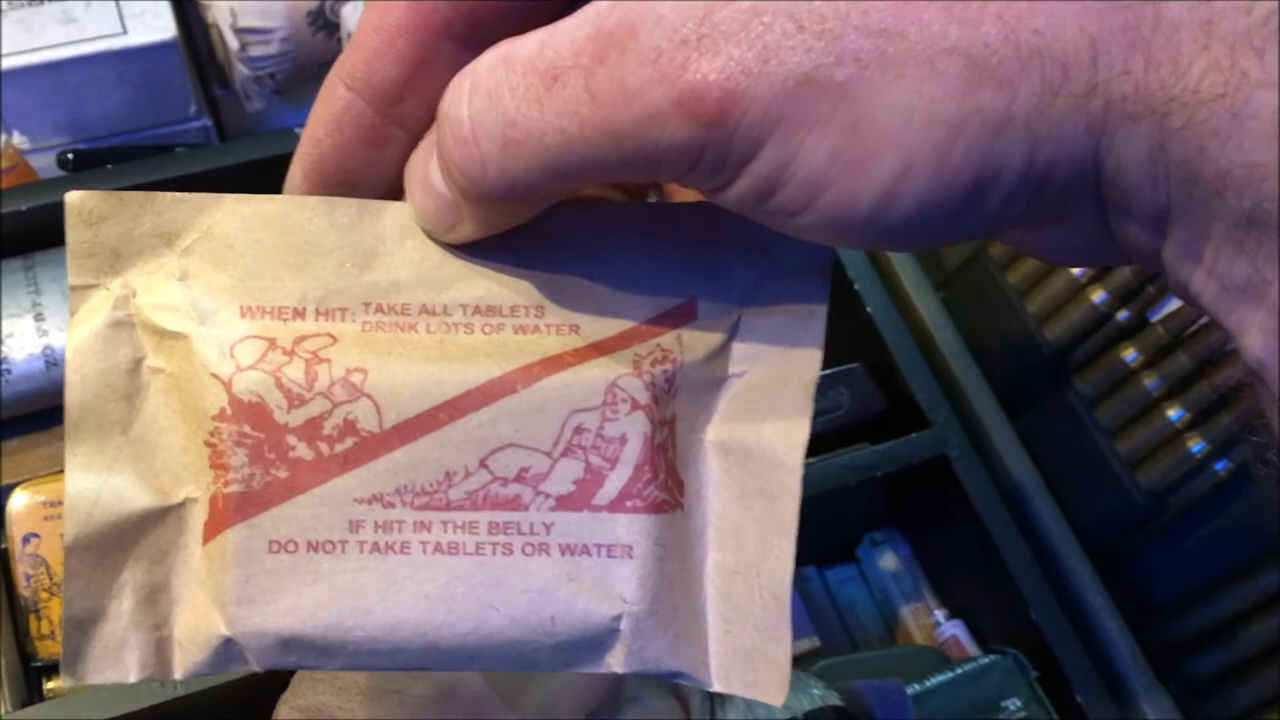 WHEN HIT: TAKE ALL TABLETS
DRINK LOTS OF WATER
IF HIT IN THE BELLY
DO NOT TAKE TABLETS OR WATER